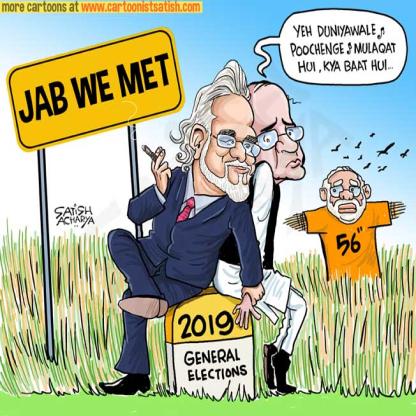 more cartoons at www.cartoonistsatish.com
JAB WE MET
YEH DUNIYAWALE
POOCHENGE MULAQAT
HUI, KYA BAAT HUI...
SATISH
ACHARYA
56"
2019
GENERAL
ELECTIONS